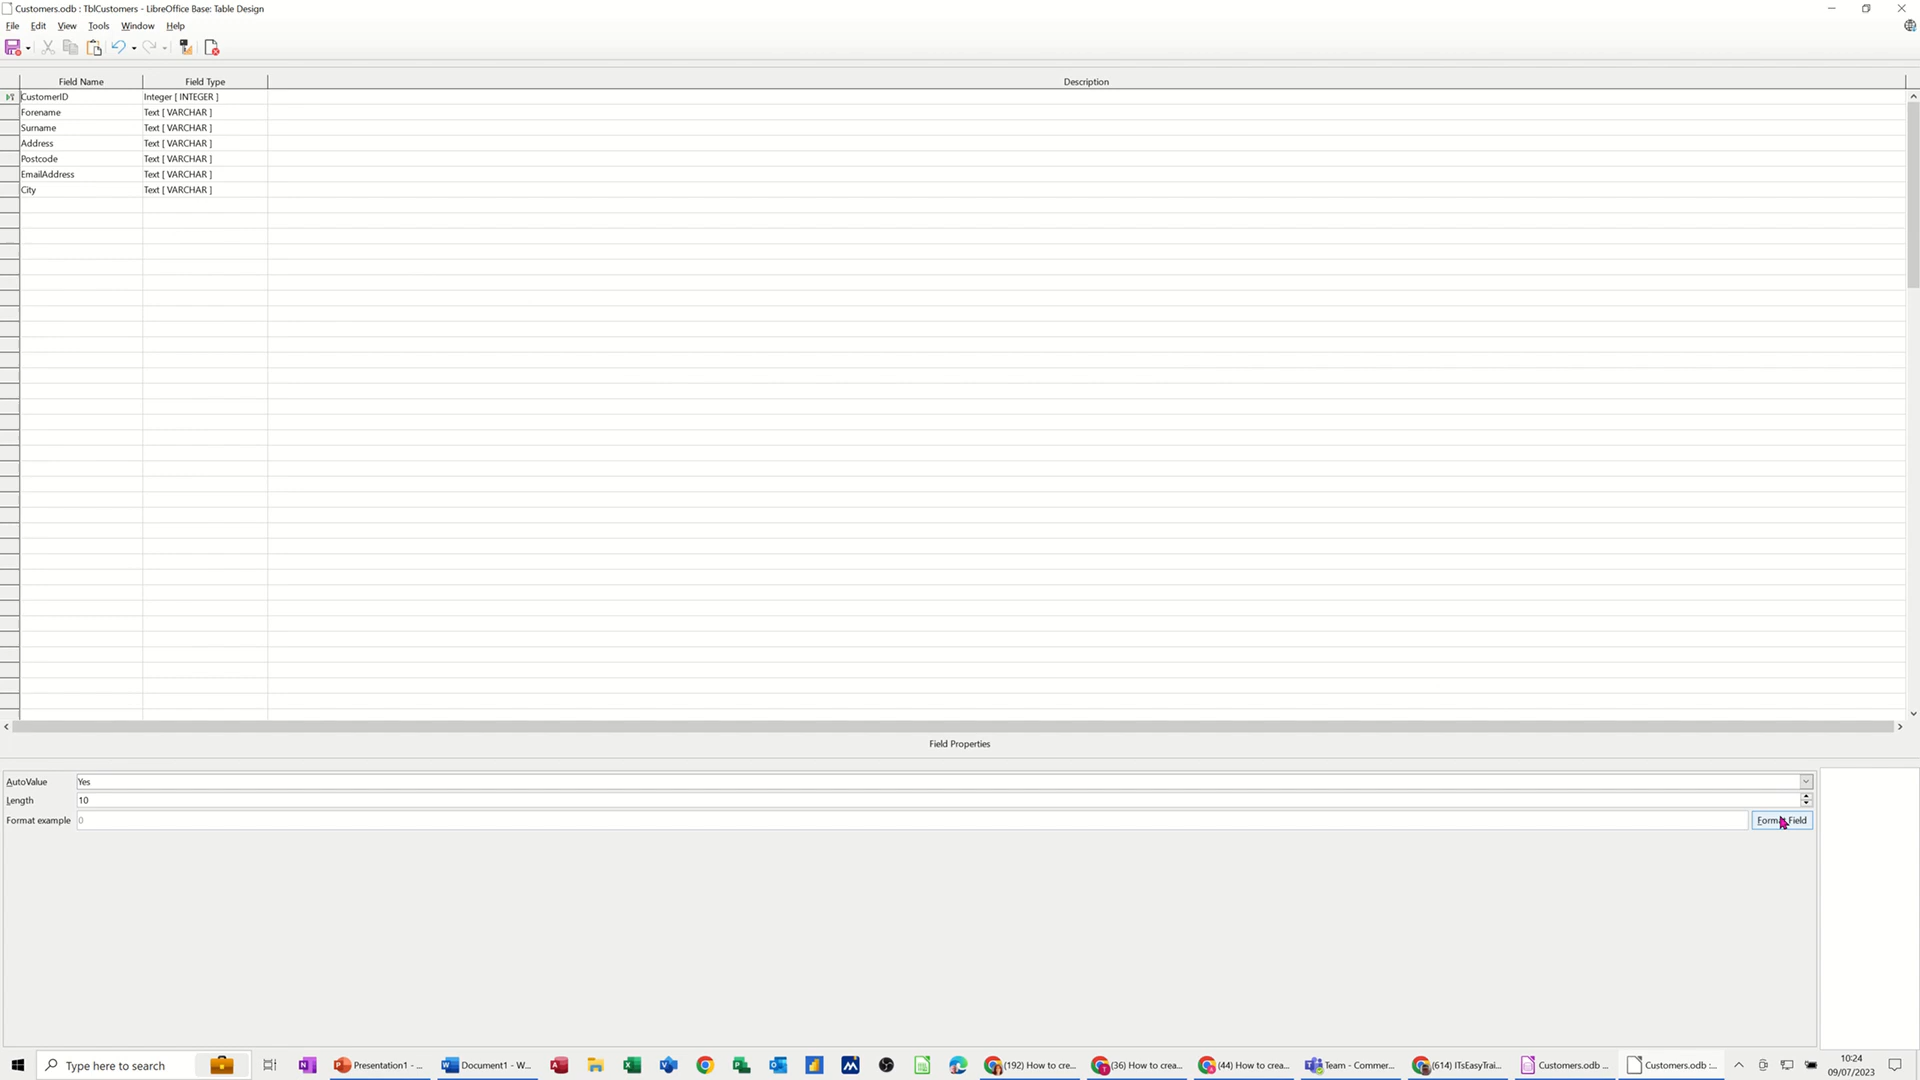 Customers.odb : TblCustomers - LibreOffice Base: Table Design
File Edit View Tools Window Help
Field Name Field Type Description
CustomerID Integer [ INTEGER ]
Forename Text [ VARCHAR ]
Surname Text [ VARCHAR ]
Address Text [ VARCHAR ]
Postcode Text [ VARCHAR ]
EmailAddress Text [ VARCHAR ]
City Text [ VARCHAR ]
Field Properties
AutoValue Yes
Length 10
Format example 0 Format Field
Type here to search Presentation1 - ... Document1 - W... (192) How to cre... (36) How to crea... (44) How to crea... Team - Commer... (614) ITsEasyTrai... Customers.odb ... Customers.odb :... 10:24
09/07/2023